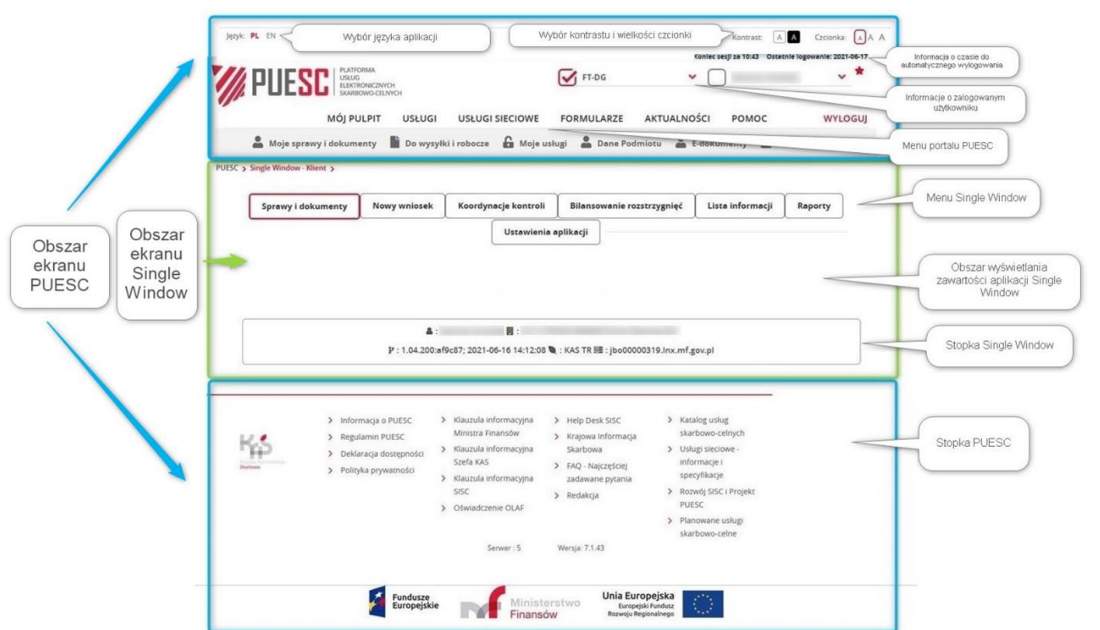 Język: PL EN
Wybór języka aplikacji
Wybór kontrastu i wielkości czcionki
Kontrast: A A Czcionka: A A A
Koniec sesji za 10:43 Ostatnie logowanie: 2021-06-17
Informacja o czasie do
automatycznego wylogowania
PUESC
PLATFORMA
USŁUG
ELEKTRONICZNYCH
SKARBOWO-CELNYCH
FT-DG
Informacje o zalogowanym
użytkowniku
MÓJ PULPIT USŁUGI USŁUGI SIECIOWE FORMULARZE AKTUALNOŚCI POMOC WYLOGUJ
Menu portalu PUESC
Moje sprawy i dokumenty Do wysyłki i robocze Moje usługi Dane Podmiotu E-dokumenty
PUESC > Single Window - Klient >
Menu Single Window
Sprawy i dokumenty Nowy wniosek Koordynacje kontroli Bilansowanie rozstrzygnięć Lista informacji Raporty
Ustawienia aplikacji
Obszar
ekranu
PUESC
Obszar
ekranu
Single
Window
Obszar wyświetlania
zawartości aplikacji Single
Window
: :
: 1.04.200:af9c87; 2021-06-16 14:12:08 : KAS TR : jbo00000319.lnx.mf.gov.pl
Stopka Single Window
Skarbowa
> Informacja o PUESC
> Regulamin PUESC
> Deklaracja dostępności
> Polityka prywatności
> Klauzula informacyjna
Ministra Finansów
> Klauzula informacyjna
Szefa KAS
> Klauzula informacyjna
SISC
> Oświadczenie OLAF
> Help Desk SISC
> Krajowa Informacja
Skarbowa
> FAQ - Najczęściej
zadawane pytania
> Redakcja
> Katalog usług
skarbowo-celnych
> Usługi sieciowe -
informacje i
specyfikacje
> Rozwój SISC i Projekt
PUESC
> Planowane usługi
skarbowo-celne
Stopka PUESC
Serwer : 5 Wersja: 7.1.43
Fundusze
Europejskie
Ministerstwo
Finansów
Unia Europejska
Europejski Fundusz
Rozwoju Regionalnego